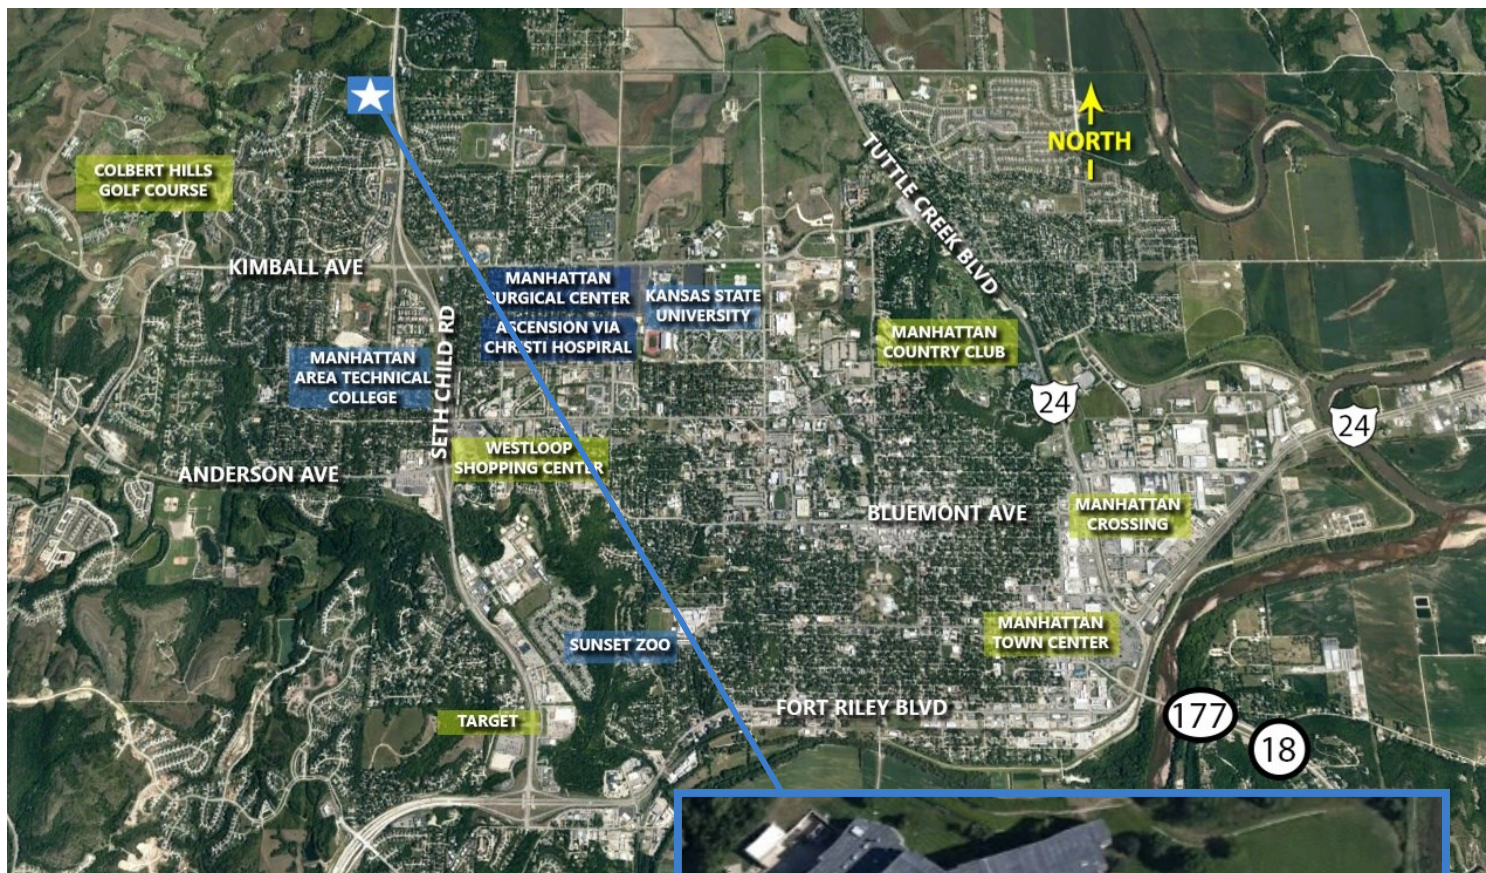 NORTH
TUTTLE CREEK BLVD
COLBERT HILLS
GOLF COURSE
KIMBALL AVE
MANHATTAN
SURGICAL CENTER
KANSAS STATE
UNIVERSITY
ASCENSION VIA
CHRISTI HOSPIRAL
MANHATTAN
COUNTRY CLUB
MANHATTAN
AREA TECHNICAL
COLLEGE
SETH CHILD RD
24
24
WESTLOOP
SHOPPING CENTER
ANDERSON AVE
MANHATTAN
CROSSING
BLUEMONT AVE
MANHATTAN
TOWN CENTER
SUNSET ZOO
FORT RILEY BLVD
TARGET
177
18